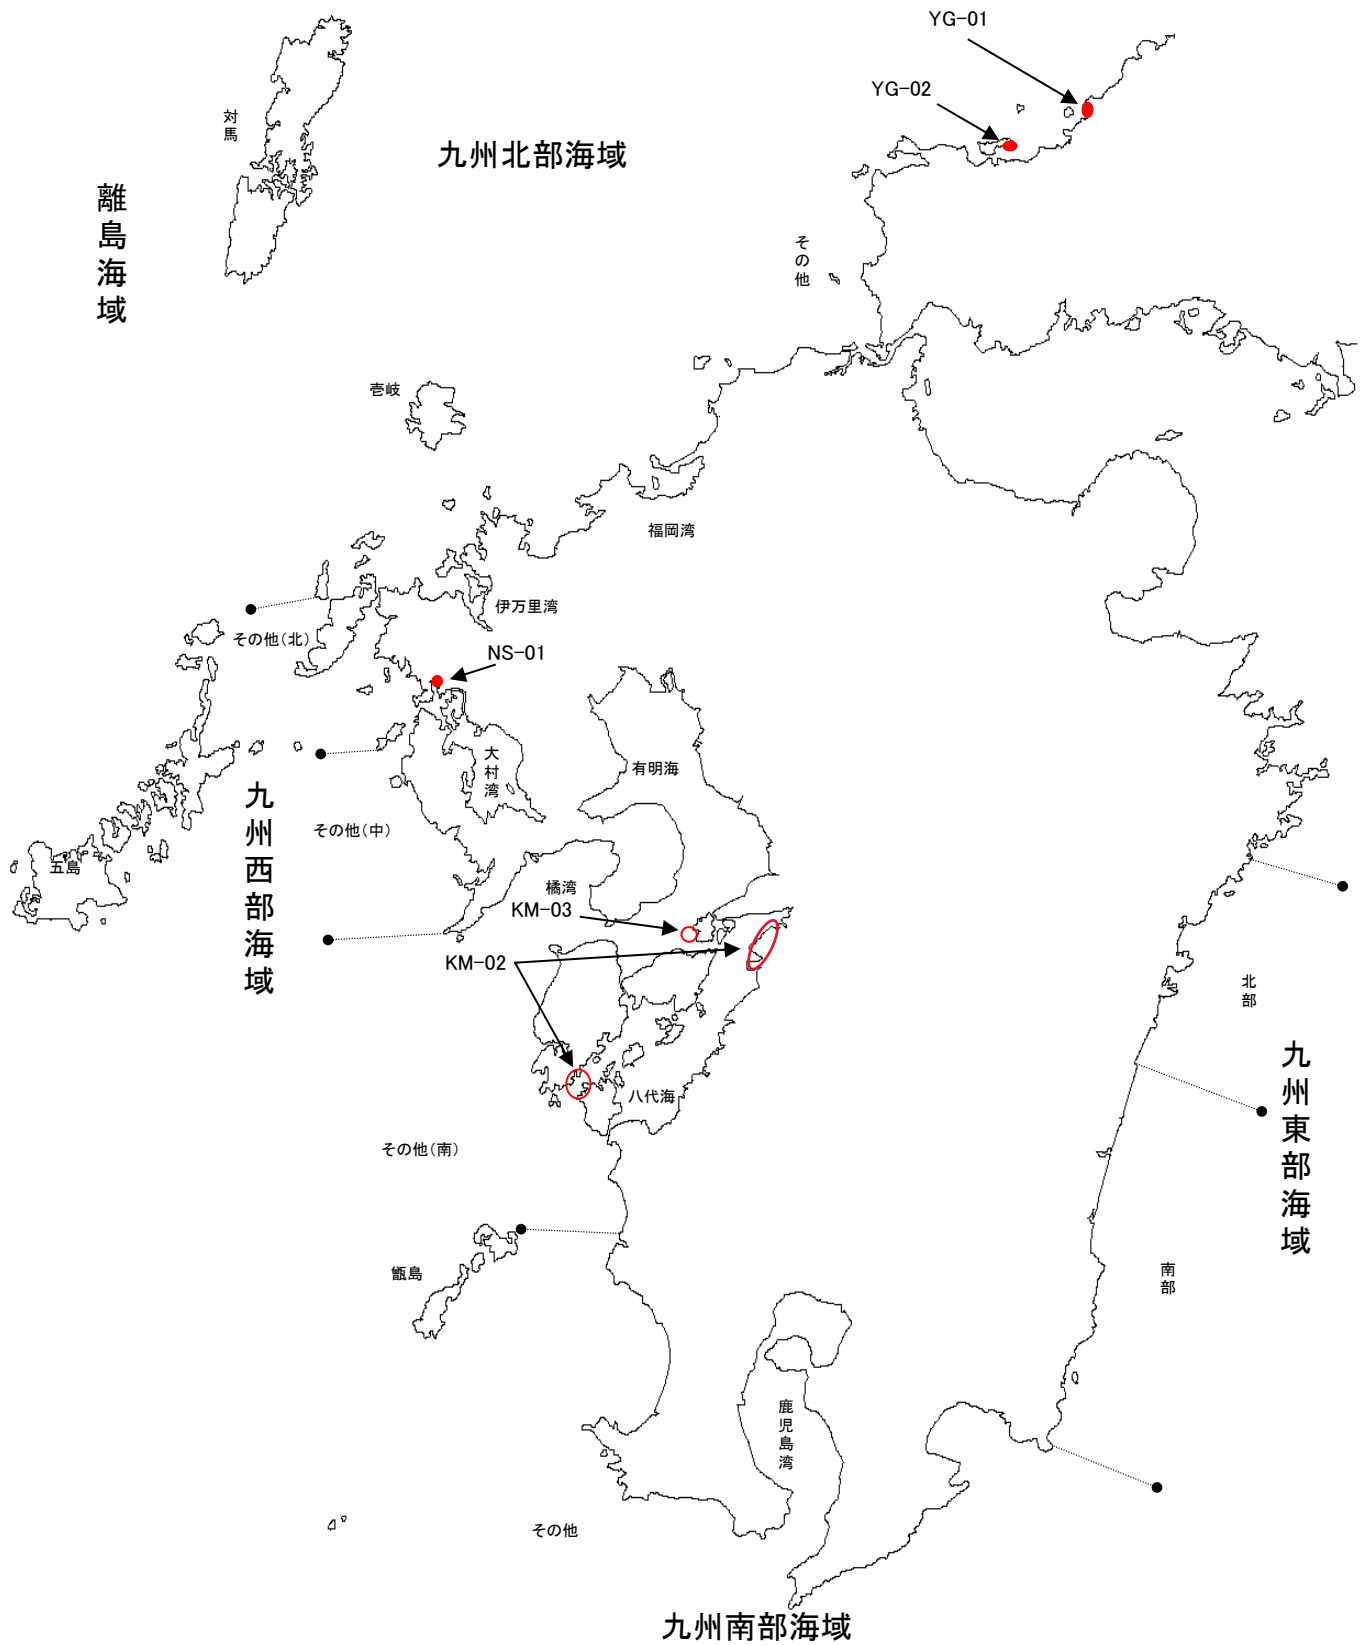 YG-01
YG-02
対馬
九州北部海域
離島海域
その他
壱岐
福岡湾
伊万里湾
その他(北)
NS-01
大村湾
有明海
九州西部海域
その他(中)
五島
橘湾
KM-03
KM-02
北部
九州東部海域
八代海
その他(南)
甑島
南部
鹿児島湾
その他
九州南部海域